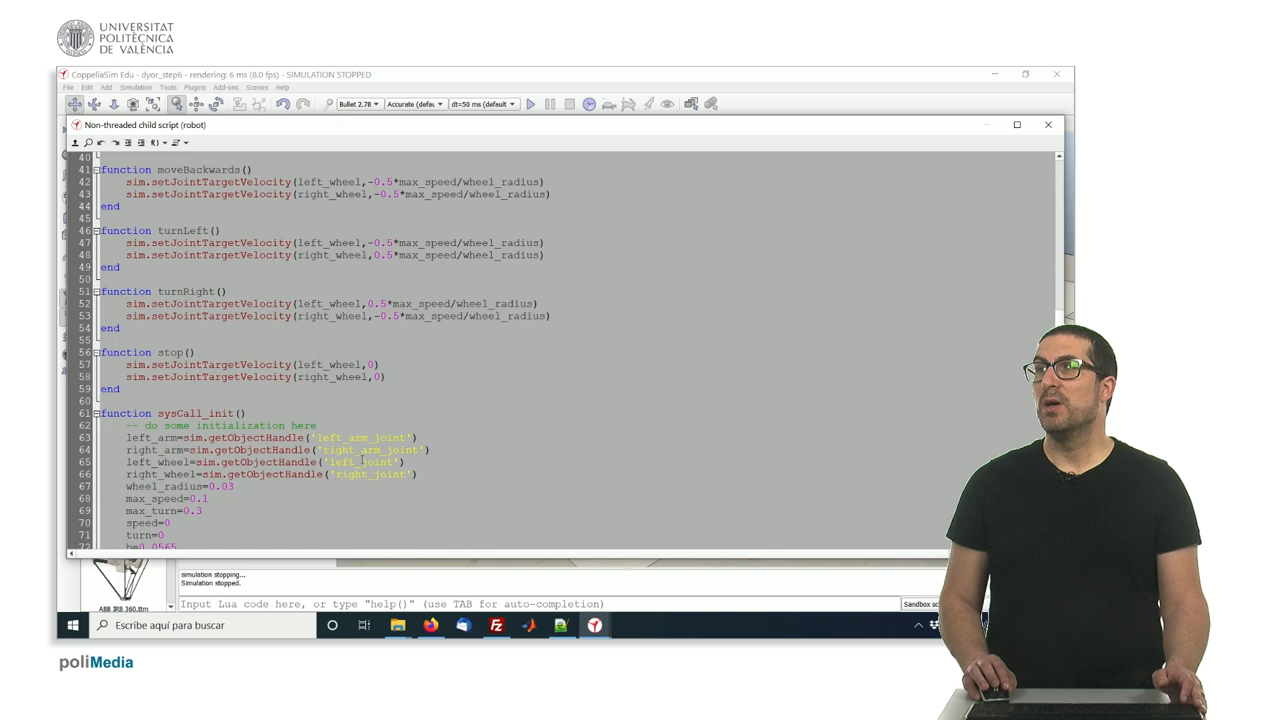 UNIVERSITAT
POLITÈCNICA
DE VALÈNCIA
CoppeliaSim Edu - dyor_step6 - rendering: 6 ms (8.0 fps) - SIMULATION STOPPED
File Edit Add Simulation Tools Plugins Add-ons Scenes Help
Bullet 2.78 Accurate (defau dt=50 ms (default)
Non-threaded child script (robot)
40
41 function moveBackwards()
42 sim.setJointTargetVelocity(left_wheel,-0.5*max_speed/wheel_radius)
43 sim.setJointTargetVelocity(right_wheel,-0.5*max_speed/wheel_radius)
44 end
45
46 function turnLeft()
47 sim.setJointTargetVelocity(left_wheel,-0.5*max_speed/wheel_radius)
48 sim.setJointTargetVelocity(right_wheel,0.5*max_speed/wheel_radius)
49 end
50
51 function turnRight()
52 sim.setJointTargetVelocity(left_wheel,0.5*max_speed/wheel_radius)
53 sim.setJointTargetVelocity(right_wheel,-0.5*max_speed/wheel_radius)
54 end
55
56 function stop()
57 sim.setJointTargetVelocity(left_wheel,0)
58 sim.setJointTargetVelocity(right_wheel,0)
59 end
60
61 function sysCall_init()
62 -- do some initialization here
63 left_arm=sim.getObjectHandle('left_arm_joint')
64 right_arm=sim.getObjectHandle('right_arm_joint')
65 left_wheel=sim.getObjectHandle('left_joint')
66 right_wheel=sim.getObjectHandle('right_joint')
67 wheel_radius=0.03
68 max_speed=0.1
69 max_turn=0.3
70 speed=0
71 turn=0
72 b=0.0565
simulation stopping...
Simulation stopped.
ABB IRB 360.ttm
Input Lua code here, or type "help()" (use TAB for auto-completion)
Sandbox sc
Escribe aquí para buscar
poliMedia